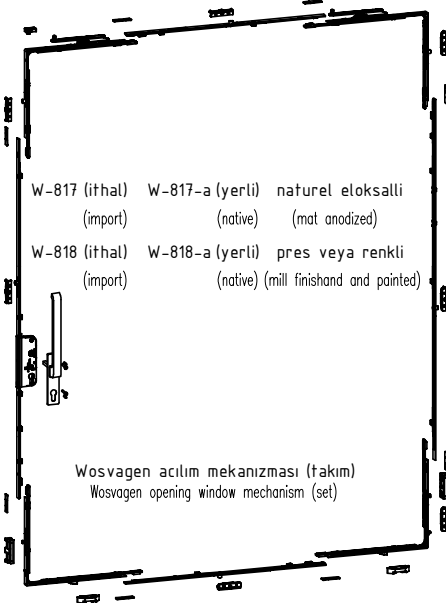 W-817 (ithal) W-817-a (yerli) naturel eloksalli
(import) (native) (mat anodized)
W-818 (ithal) W-818-a (yerli) pres veya renkli
(import) (native) (mill finishand and painted)
Wosvagen acılım mekanizması (takım)
Wosvagen opening window mechanism (set)